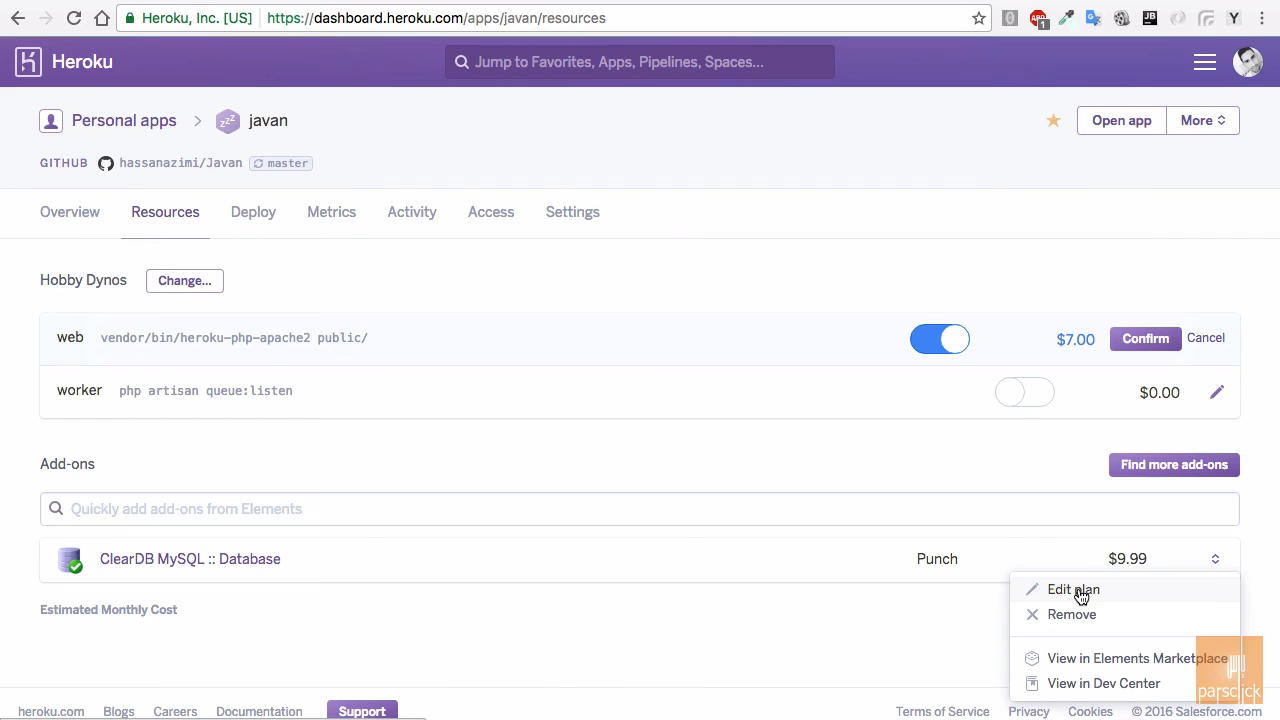 Heroku, Inc. [US] https://dashboard.heroku.com/apps/javan/resources
ABP 1 JB Y
Heroku Jump to Favorites, Apps, Pipelines, Spaces...
Personal apps > zzz javan Open app More
GITHUB hassanazimi/Javan master
Overview Resources Deploy Metrics Activity Access Settings
Hobby Dynos Change...
web vendor/bin/heroku-php-apache2 public/ $7.00 Confirm Cancel
worker php artisan queue:listen $0.00
Add-ons Find more add-ons
Quickly add add-ons from Elements
ClearDB MySQL :: Database Punch $9.99
Edit plan
Estimated Monthly Cost
Remove
View in Elements Marketplace
View in Dev Center
parsclick
heroku.com Blogs Careers Documentation Support Terms of Service Privacy Cookies © 2016 Salesforce.com